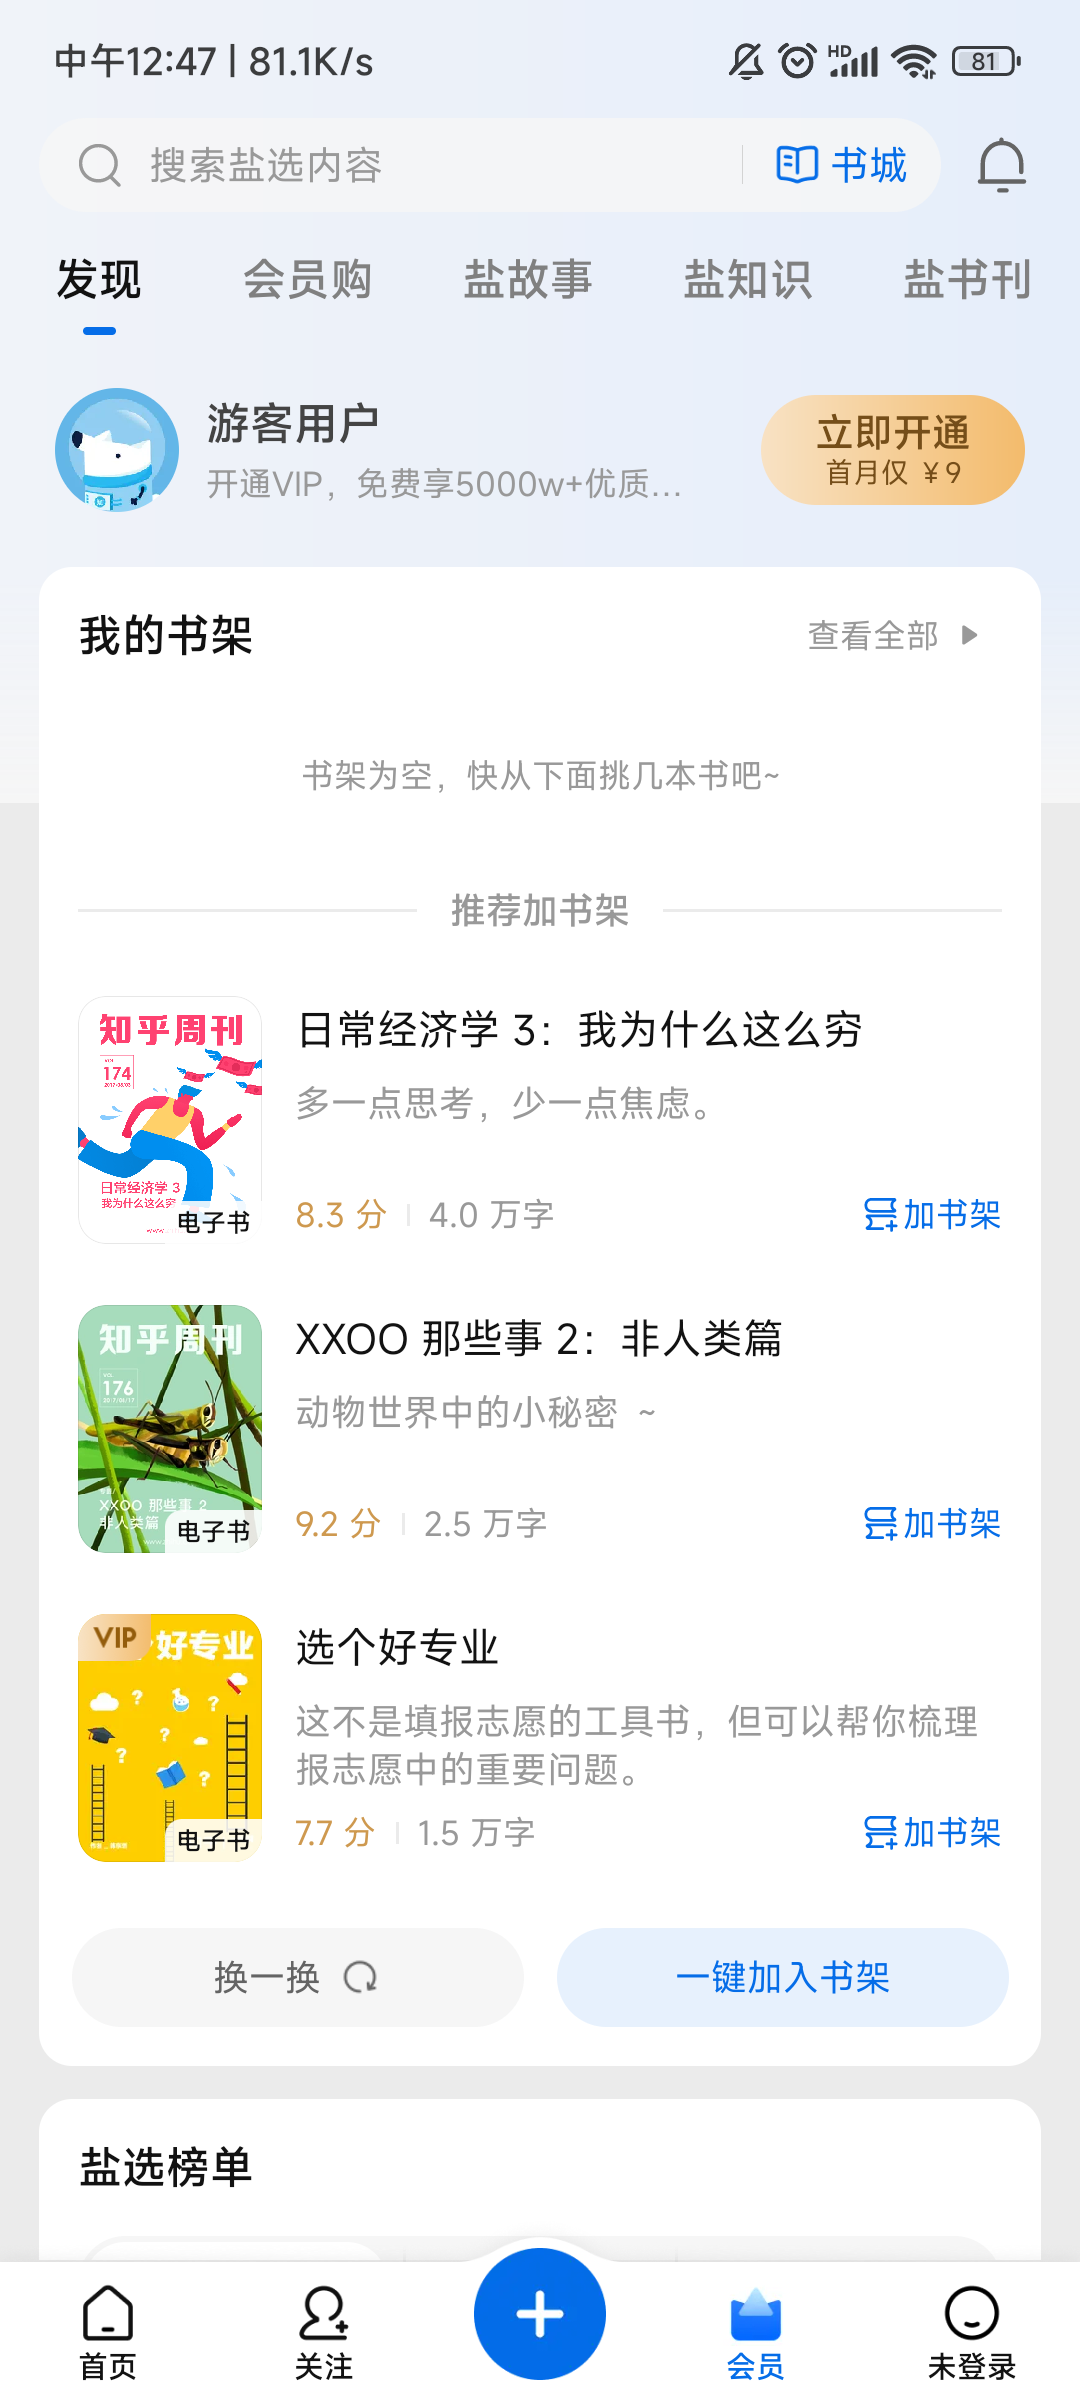 中午12:47 | 81.1K/s
HD
81
搜索盐选内容
书城
发现
会员购
盐故事
盐知识
盐书刊
游客用户
开通VIP，免费享5000w+优质...
立即开通
首月仅 ¥9
我的书架
查看全部
书架为空，快从下面挑几本书吧~
推荐加书架
知乎周刊
174
日常经济学 3
我为什么这么穷
电子书
日常经济学 3：我为什么这么穷
多一点思考，少一点焦虑。
8.3 分
4.0 万字
加书架
知乎周刊
176
XXOO 那些事 2
非人类篇
电子书
XXOO 那些事 2：非人类篇
动物世界中的小秘密 ~
9.2 分
2.5 万字
加书架
VIP
好专业
电子书
选个好专业
这不是填报志愿的工具书，但可以帮你梳理
报志愿中的重要问题。
7.7 分
1.5 万字
加书架
换一换
一键加入书架
盐选榜单
首页
关注
会员
未登录